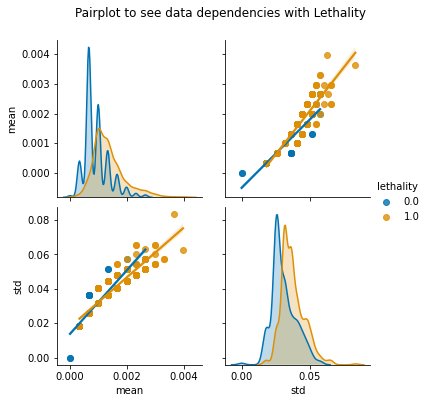 Pairplot to see data dependencies with Lethality
0.004
0.003
0.002
0.001
0.000
mean
lethality
0.0
1.0
0.08
0.06
0.04
0.02
0.00
std
0.000 0.002 0.004
mean
0.00 0.05
std